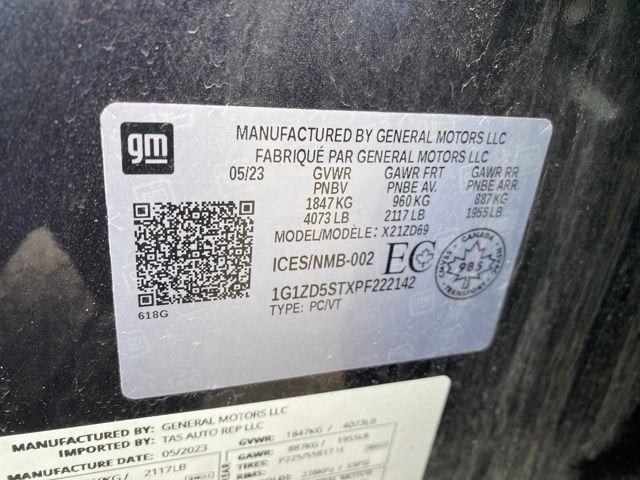 gm
MANUFACTURED BY GENERAL MOTORS LLC
FABRIQUÉ PAR GENERAL MOTORS LLC
05/23 GVWR GAWR FRT GAWR RR
PNBV PNBE AV. PNBE ARR.
1847 KG 960 KG 887 KG
4073 LB 2117 LB 1955 LB
MODEL/MODÈLE: X21ZD69
ICES/NMB-002 EC
CANADA
985
TRANSPORT
1G1ZD5STXPF222142
TYPE: PC/VT
618G
MANUFACTURED BY: GENERAL MOTORS LLC
IMPORTED BY: TAS AUTO REP LLC
MANUFACTURE DATE: 05/2023
GVWR: 1847KG / 4073LB
/ 2117LB
GAWR: 887KG / 1955LB
TIRES: P225/55R17